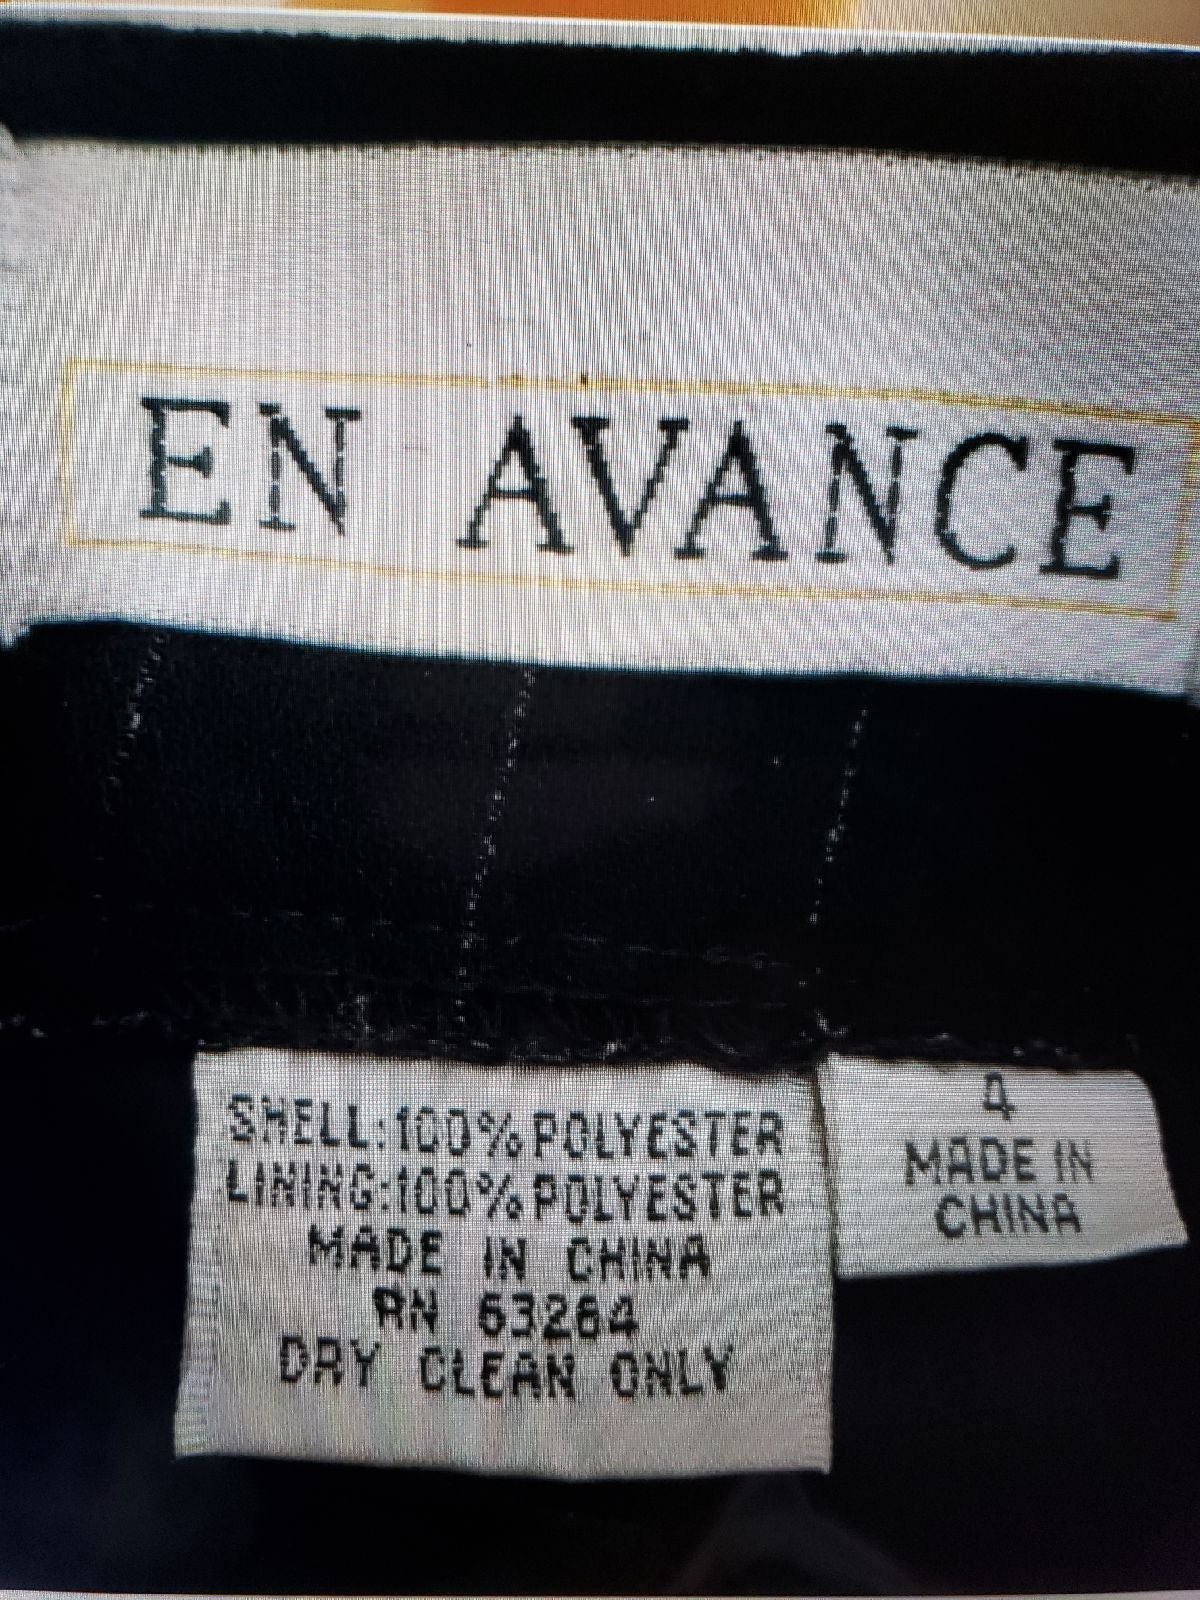 EN AVANCE
SHELL:100%POLYESTER
LINING:100%POLYESTER
MADE IN CHINA
RN 63264
DRY CLEAN ONLY
4
MADE IN
CHINA